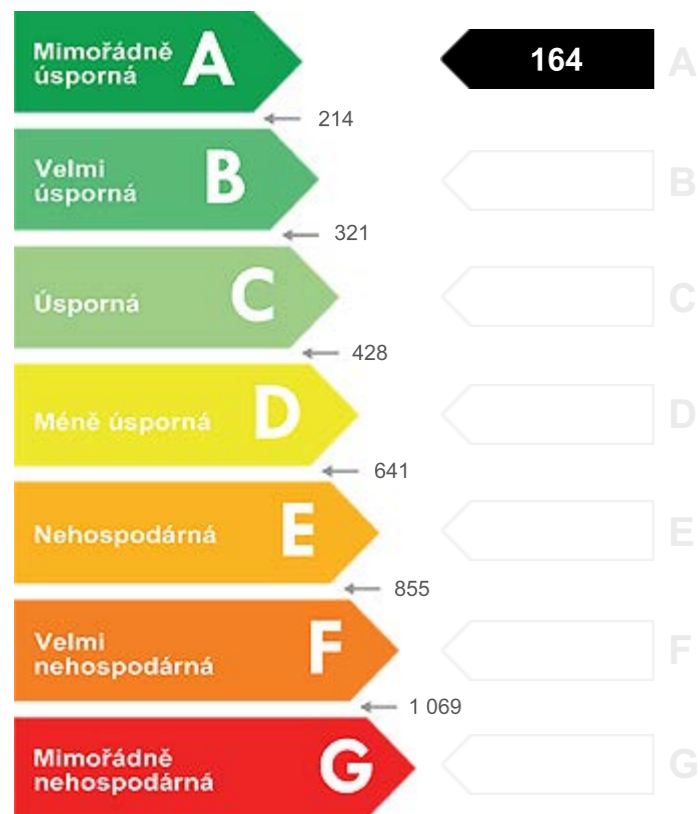 Mimořádně
úsporná
A
164
A
214
Velmi
úsporná
B
B
321
Úsporná
C
C
428
Méně úsporná
D
D
641
Nehospodárná
E
E
855
Velmi
nehospodárná
F
F
1 069
Mimořádně
nehospodárná
G
G